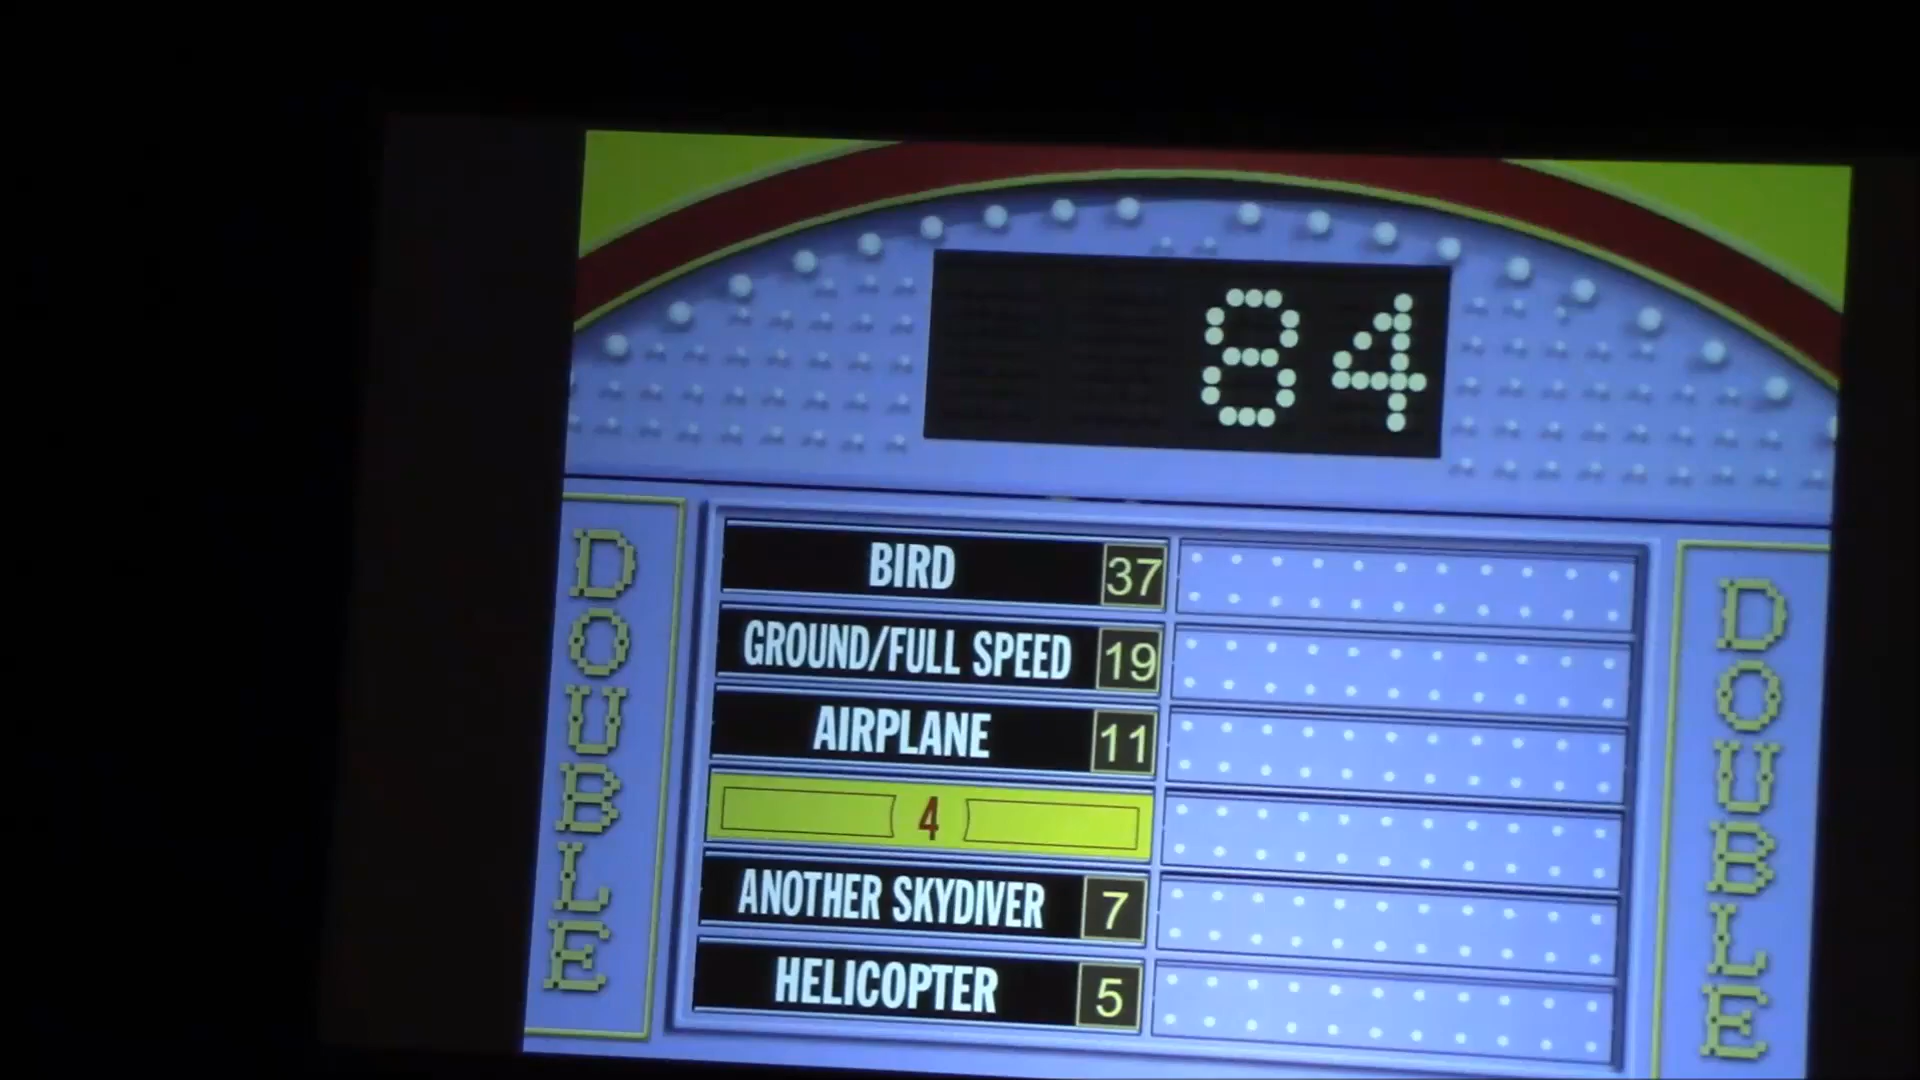 84
DOUBLE
BIRD 37
GROUND/FULL SPEED 19
AIRPLANE 11
4
ANOTHER SKYDIVER 7
HELICOPTER 5
DOUBLE